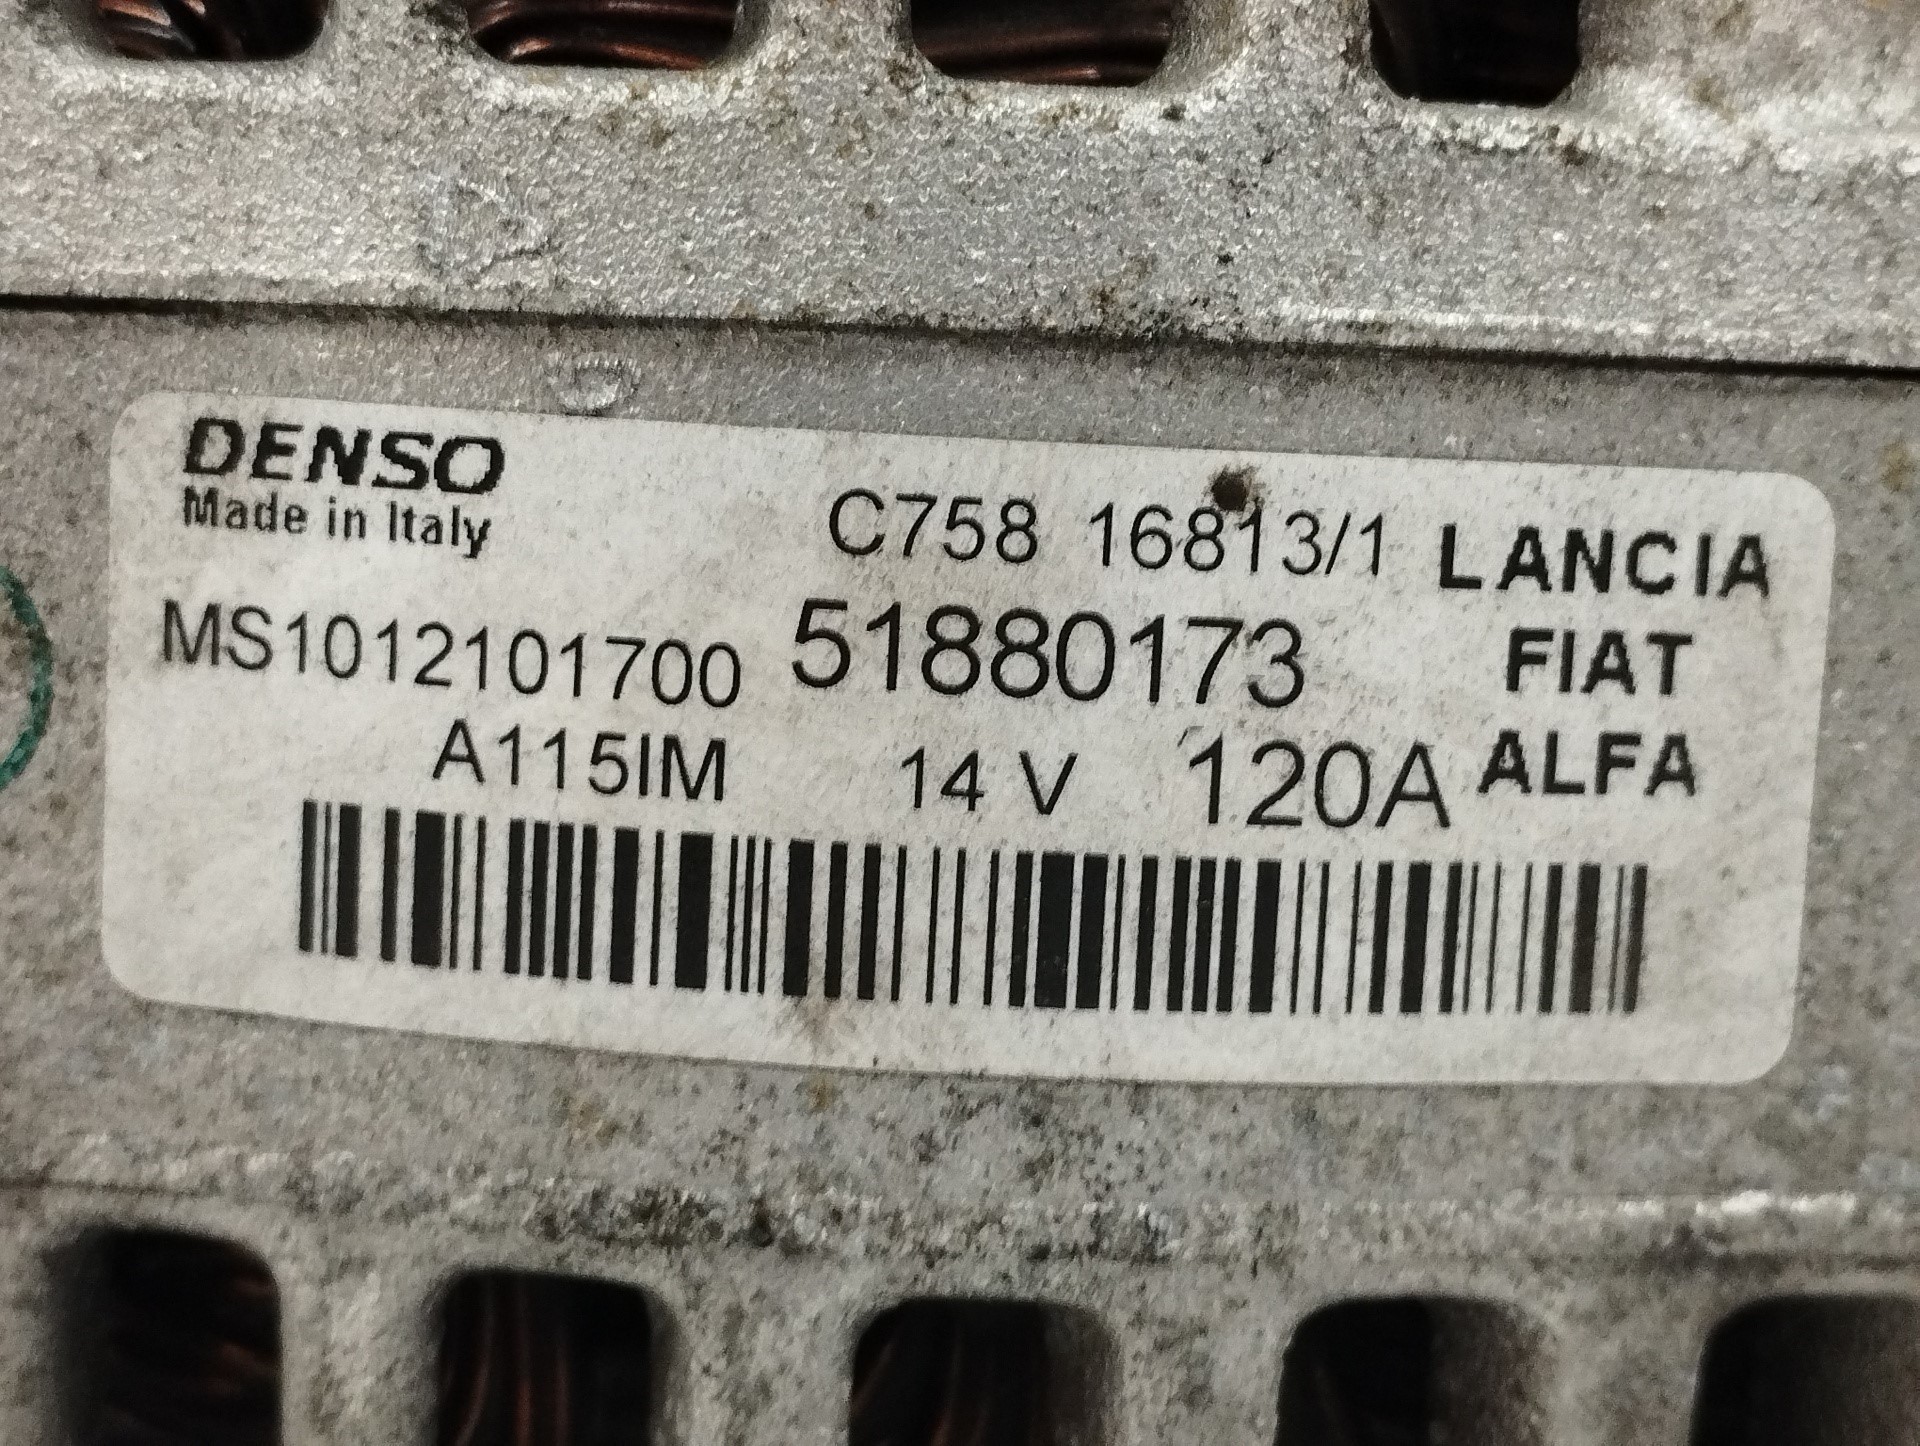 DENSO
Made in Italy
C758 16813/1 LANCIA
MS1012101700 51880173 FIAT
A115IM 14 V 120A ALFA